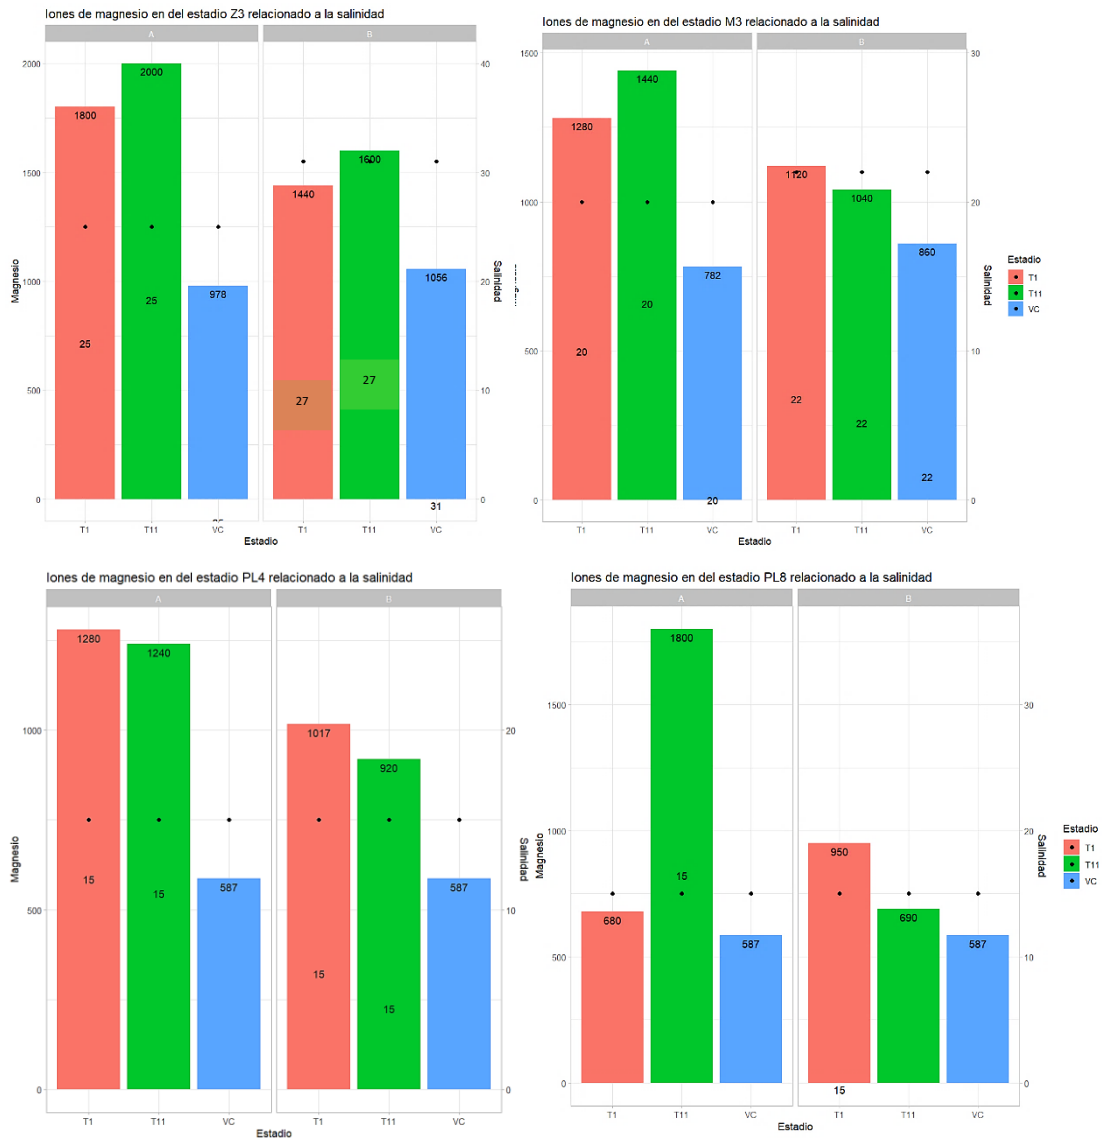 Iones de magnesio en del estadio Z3 relacionado a la salinidad
A
B
2000
1500
1000
500
0
Magnesio
40
30
20
10
0
Salinidad
1800
2000
978
25
25
1440
1600
1056
27
27
31
T1
T11
VC
T1
T11
VC
Estadio
Iones de magnesio en del estadio M3 relacionado a la salinidad
A
B
1500
1000
500
0
30
20
10
0
Salinidad
1280
1440
782
20
20
20
1120
1040
860
22
22
22
T1
T11
VC
T1
T11
VC
Estadio
Estadio
T1
T11
VC
Iones de magnesio en del estadio PL4 relacionado a la salinidad
A
B
1000
500
0
Magnesio
20
10
0
Salinidad
1280
1240
587
15
15
1017
920
587
15
15
T1
T11
VC
T1
T11
VC
Estadio
Iones de magnesio en del estadio PL8 relacionado a la salinidad
A
B
1500
1000
500
0
Magnesio
30
20
10
0
Salinidad
680
1800
587
15
950
690
587
15
T1
T11
VC
T1
T11
VC
Estadio
Estadio
T1
T11
VC